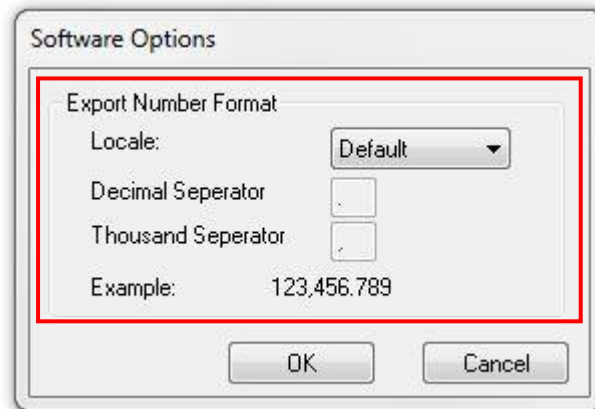 Software Options
Export Number Format
Locale: Default
Decimal Seperator .
Thousand Seperator ,
Example: 123,456.789
OK Cancel